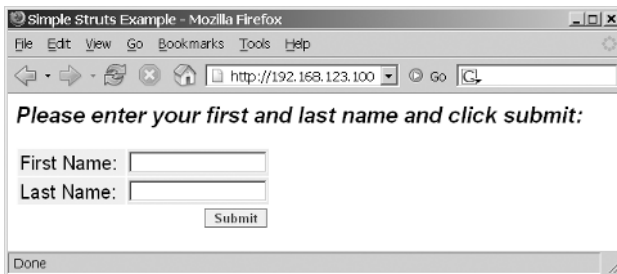 Simple Struts Example - Mozilla Firefox
File Edit View Go Bookmarks Tools Help
http://192.168.123.100 Go G
Please enter your first and last name and click submit:
First Name:
Last Name:
Submit
Done